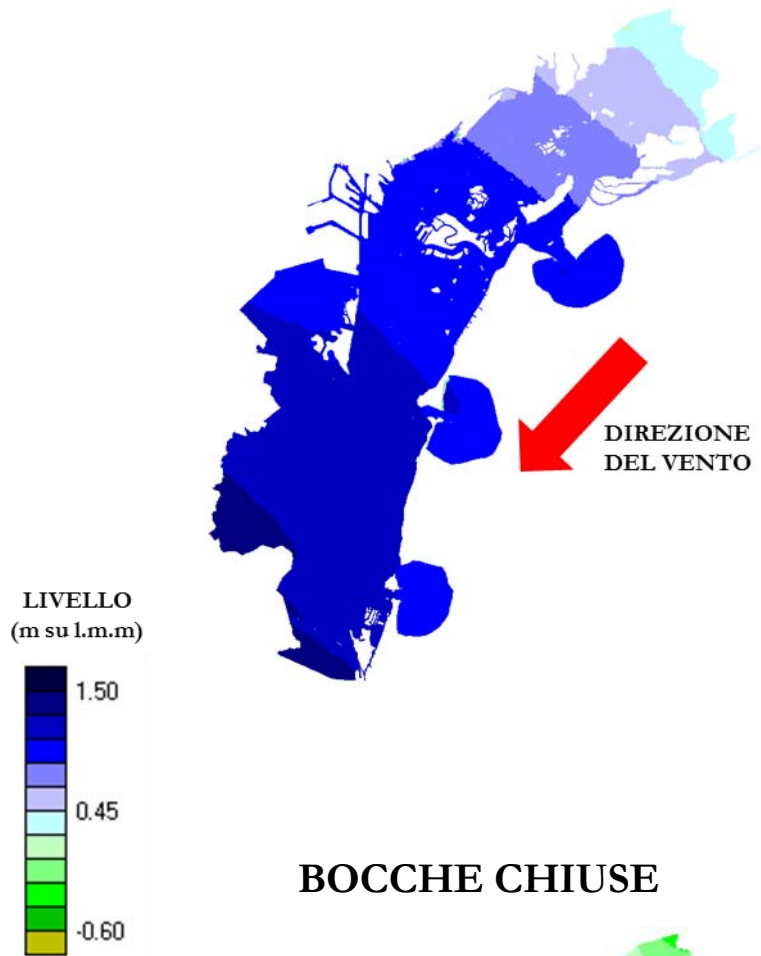 DIREZIONE
DEL VENTO
LIVELLO
(m su l.m.m)
1.50
0.45
-0.60
BOCCHE CHIUSE